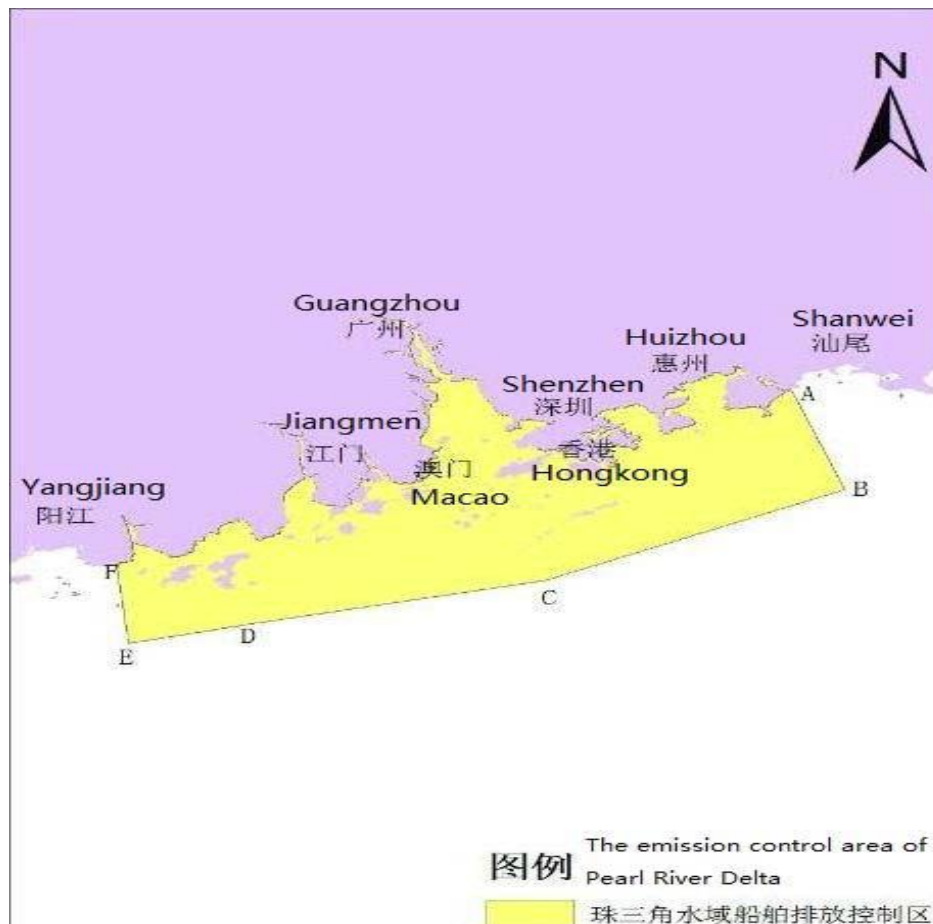 N
Guangzhou
广州
Shanwei
汕尾
Huizhou
惠州
Shenzhen
深圳
A
Jiangmen
江门
香港
Hongkong
澳门
Macao
Yangjiang
阳江
B
F
C
D
E
图例
The emission control area of
Pearl River Delta
珠三角水域船舶排放控制区